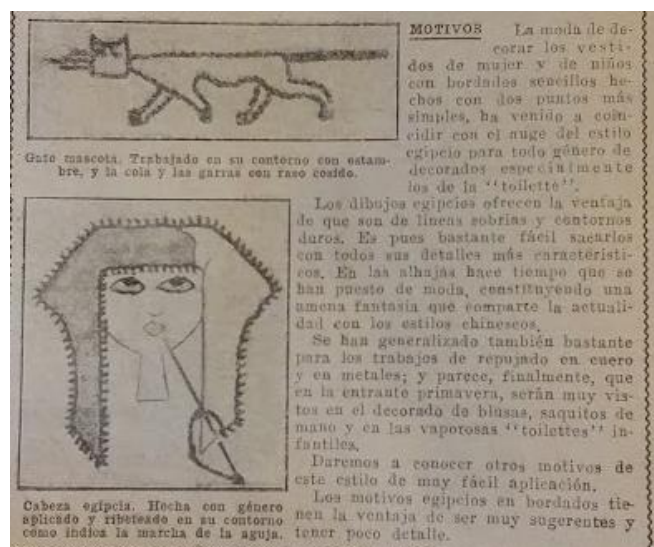 MOTIVOS La moda de de-
corar los vesti-
dos de mujer y de niños
con bordados sencillos he-
chos con dos puntos más
simples, ha venido a coin-
cidir con el auge del estilo
egipcio para todo género de
decorados especialmente
los de la "toilette".
Gato mascota. Trabajado en su contorno con estam-
bre, y la cola y las garras con raso cosido.
Los dibujos egipcios ofrecen la ventaja
de que son de líneas sobrias y contornos
duros. Es pues bastante fácil sacarlos
con todos sus detalles más característi-
cos. En las alhajas hace tiempo que se
han puesto de moda, constituyendo una
amena fantasía que comparte la actuali-
dad con los estilos chinescos.
Se han generalizado también bastante
para los trabajos de repujado en cuero
y en metales; y parece, finalmente, que
en la entrante primavera, serán muy vis-
tos en el decorado de blusas, saquitos de
mano y en las vaporosas "toilettes" in-
fantiles.
Daremos a conocer otros motivos de
este estilo de muy fácil aplicación.
Los motivos egipcios en bordados tie-
nen la ventaja de ser muy sugerentes y
tener poco detalle.
Cabeza egipcia. Hecha con género
aplicado y ribeteado en su contorno
como indica la marcha de la aguja.